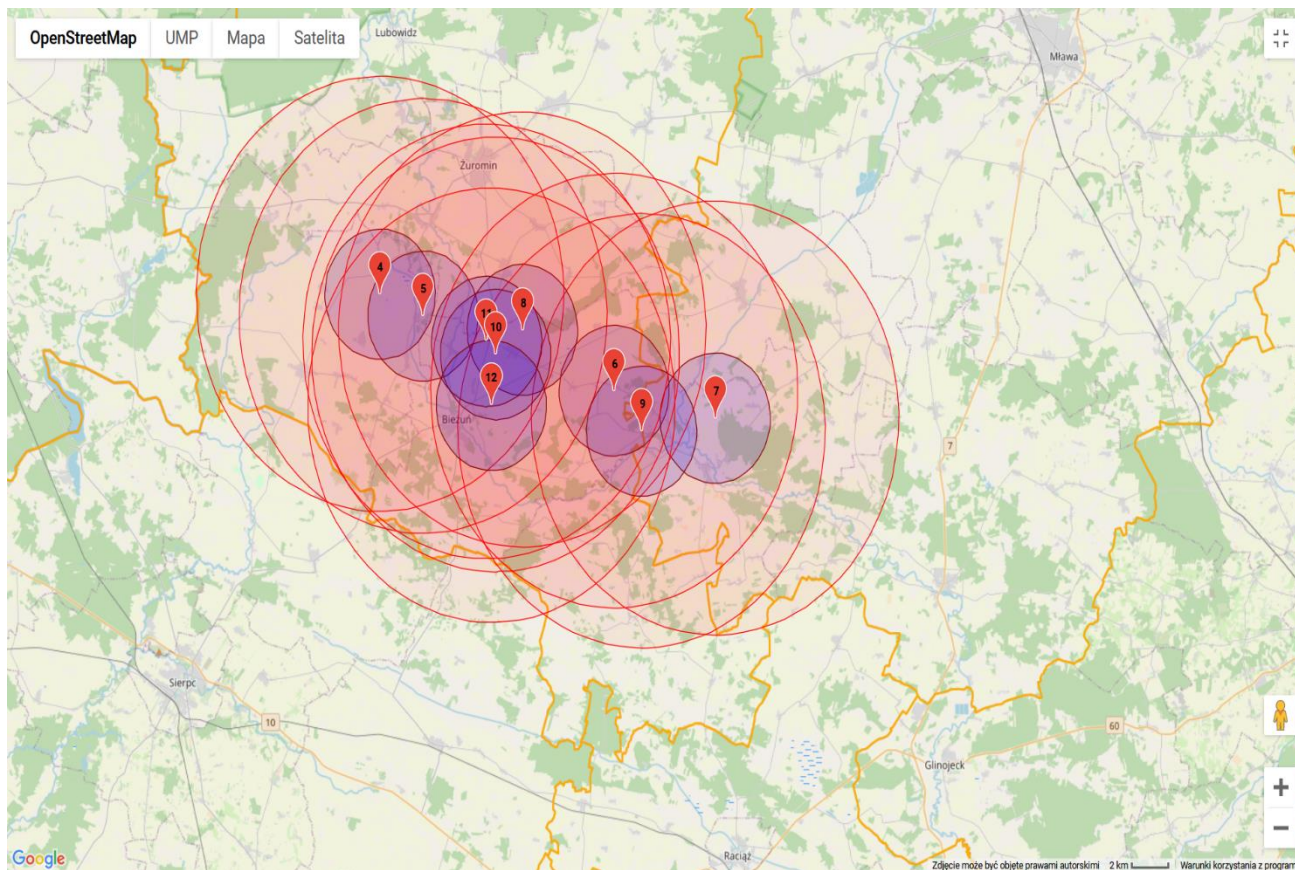 OpenStreetMap UMP Mapa Satelita
Lubowidz
Mława
Żuromin
4
5
8
11
10
6
12
7
9
Bieżuń
7
Sierpc
10
60
Glinojeck
Raciąż
Google
Zdjęcie może być objęte prawami autorskimi 2 km Warunki korzystania z program